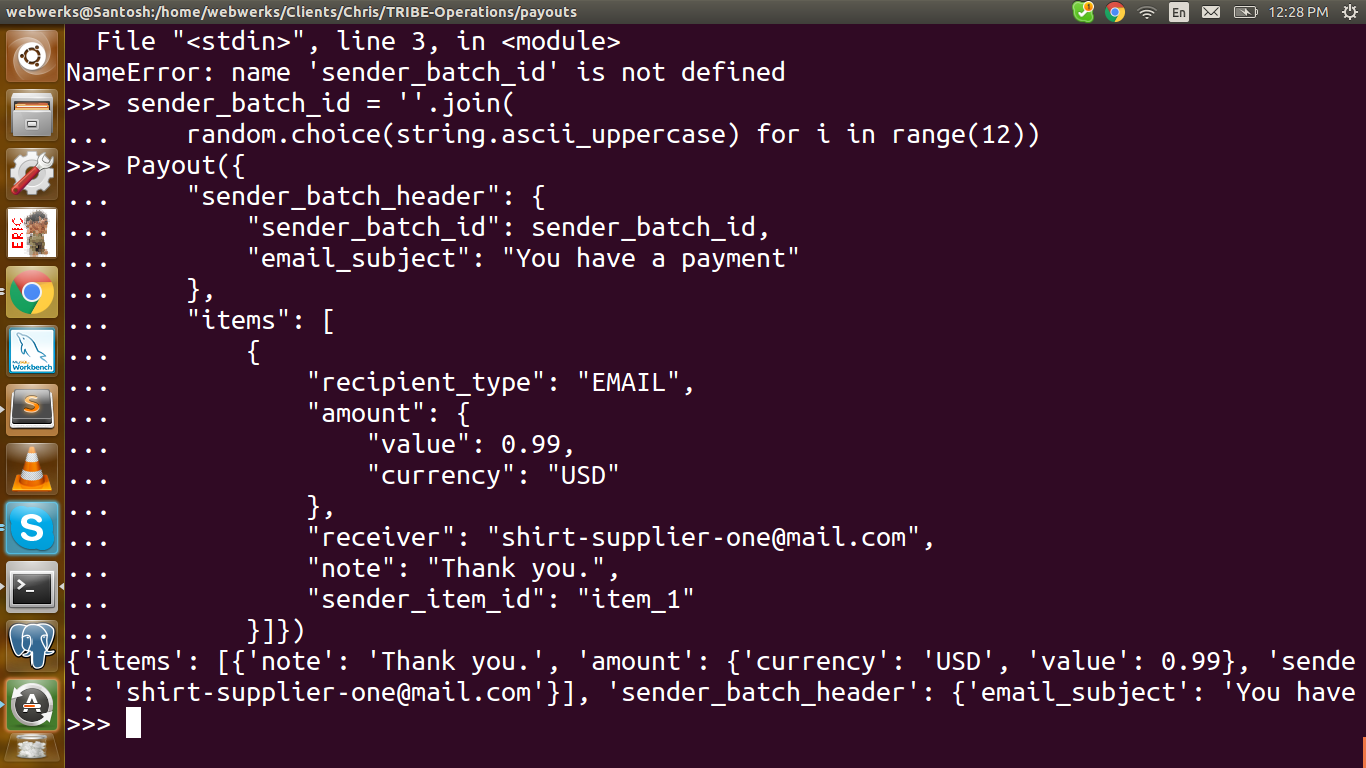 webwerks@Santosh:/home/webwerks/Clients/Chris/TRIBE-Operations/payouts
En
12:28 PM
  File "<stdin>", line 3, in <module>
NameError: name 'sender_batch_id' is not defined
>>> sender_batch_id = ''.join(
...     random.choice(string.ascii_uppercase) for i in range(12))
>>> Payout({
...     "sender_batch_header": {
...         "sender_batch_id": sender_batch_id,
...         "email_subject": "You have a payment"
...     },
...     "items": [
...         {
...             "recipient_type": "EMAIL",
...             "amount": {
...                 "value": 0.99,
...                 "currency": "USD"
...             },
...             "receiver": "shirt-supplier-one@mail.com",
...             "note": "Thank you.",
...             "sender_item_id": "item_1"
...         }]})
{'items': [{'note': 'Thank you.', 'amount': {'currency': 'USD', 'value': 0.99}, 'sende
': 'shirt-supplier-one@mail.com'}], 'sender_batch_header': {'email_subject': 'You have
>>>
ERIC
Workbench
S
S
>_